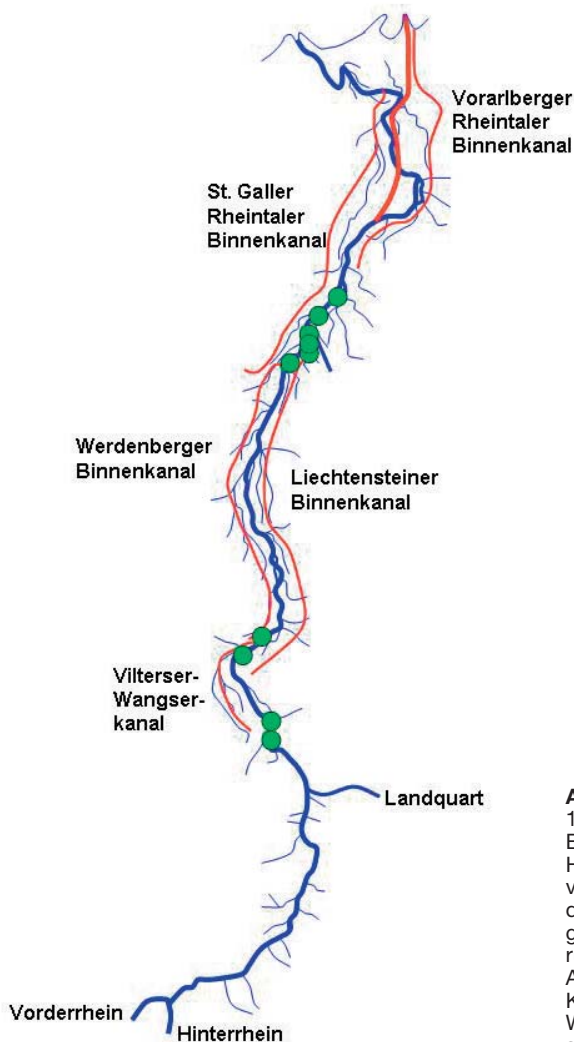 Vorarlberger
Rheintaler
Binnenkanal
St. Galler
Rheintaler
Binnenkanal
Werdenberger
Binnenkanal
Liechtensteiner
Binnenkanal
Vilterser-
Wangser-
kanal
Landquart
Vorderrhein
Hinterrhein